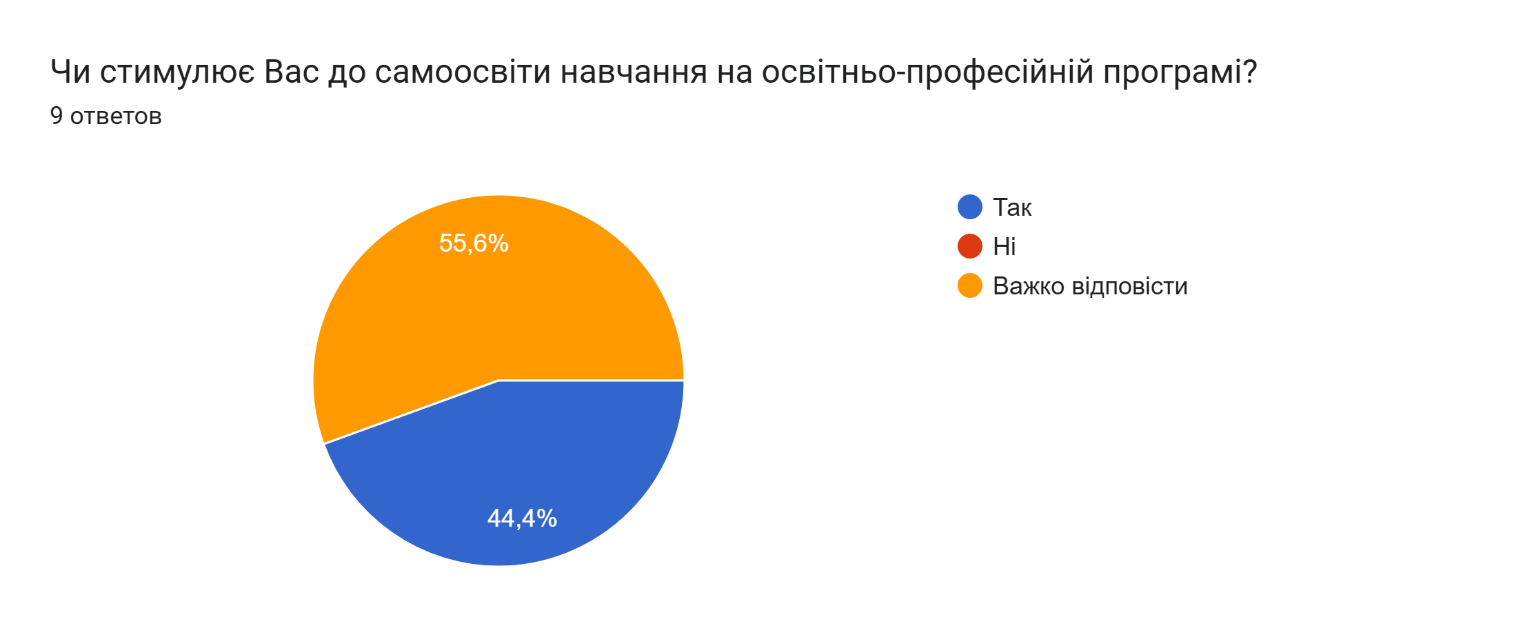 Чи стимулює Вас до самоосвіти навчання на освітньо-професійній програмі?
9 ответов
Так
Ні
Важко відповісти
55,6%
44,4%